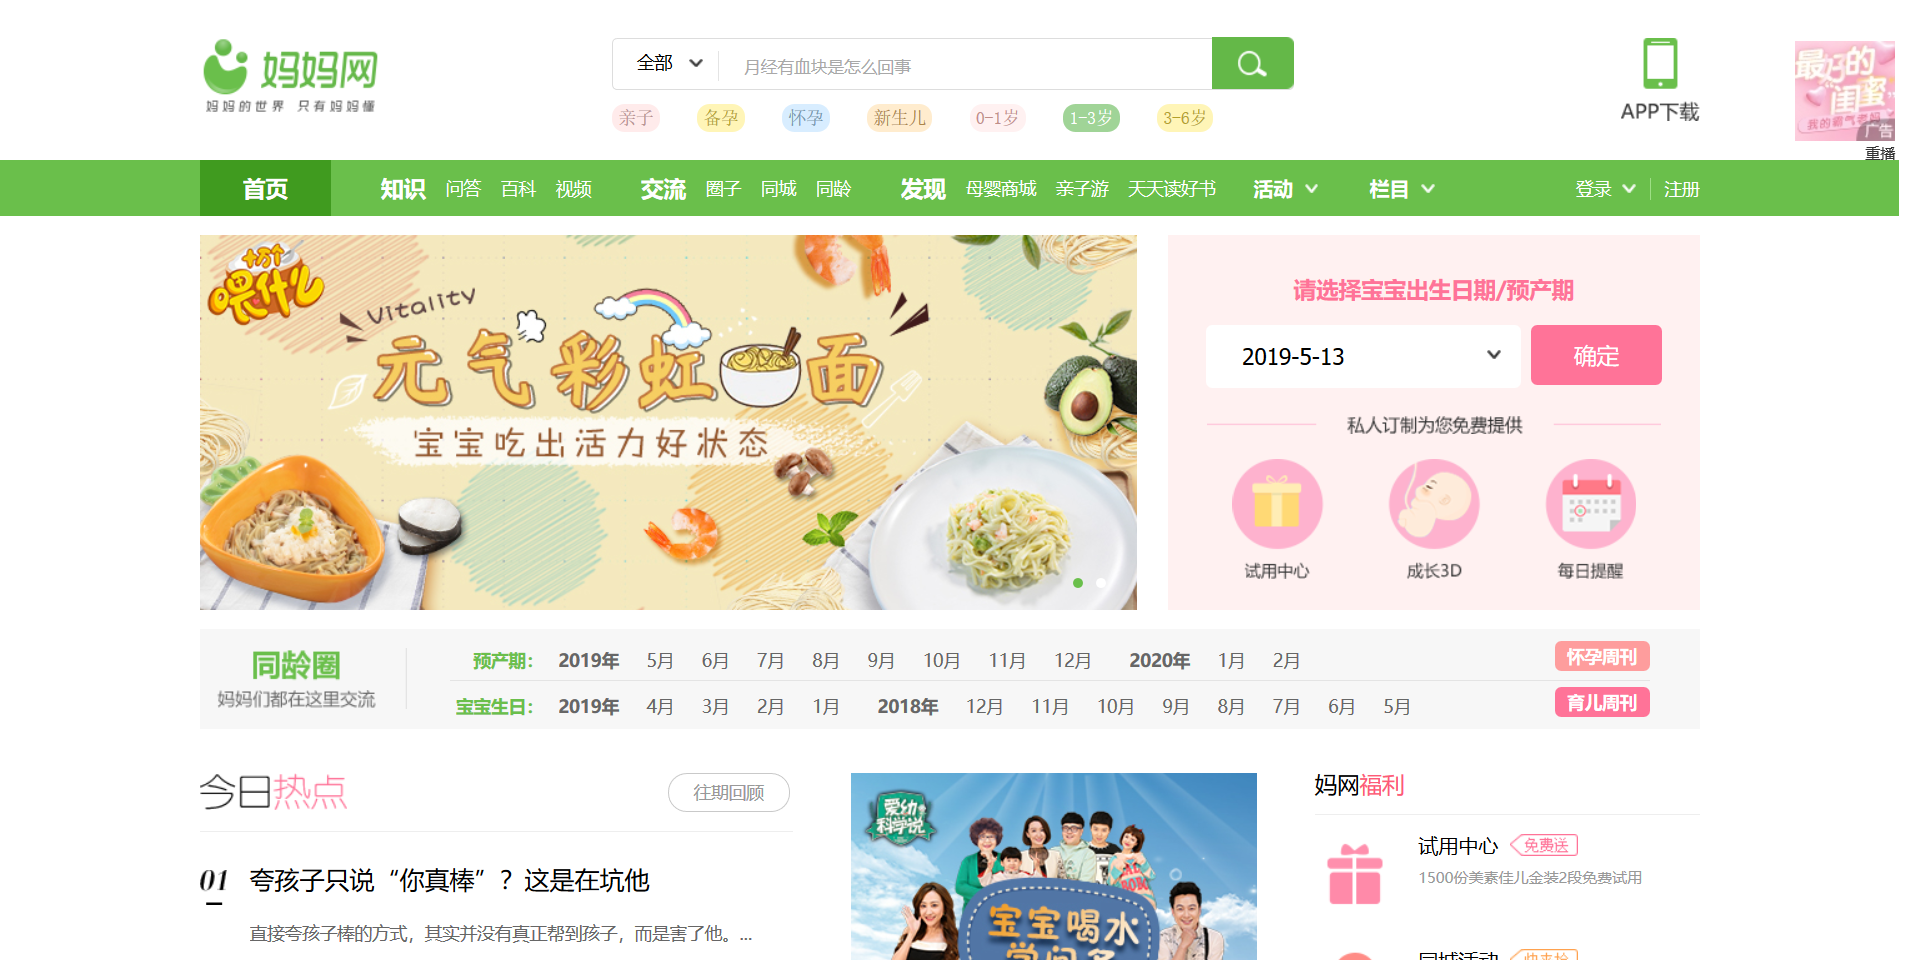 妈妈网
妈妈的世界 只有妈妈懂
全部
月经有血块是怎么回事
亲子 备孕 怀孕 新生儿 0-1岁 1-3岁 3-6岁
APP下载
最好的
闺蜜
我的霸气老妈
广告
重播
首页 知识 问答 百科 视频 交流 圈子 同城 同龄 发现 母婴商城 亲子游 天天读好书 活动 栏目 登录 注册
十万个
喂什么
Vitality
元气彩虹面
宝宝吃出活力好状态
请选择宝宝出生日期/预产期
2019-5-13
确定
私人订制为您免费提供
试用中心 成长3D 每日提醒
同龄圈
妈妈们都在这里交流
预产期： 2019年 5月 6月 7月 8月 9月 10月 11月 12月 2020年 1月 2月
怀孕周刊
宝宝生日： 2019年 4月 3月 2月 1月 2018年 12月 11月 10月 9月 8月 7月 6月 5月
育儿周刊
今日热点
往期回顾
01 夸孩子只说“你真棒”？这是在坑他
直接夸孩子棒的方式，其实并没有真正帮到孩子，而是害了他。...
爱幼
科学说
宝宝喝水
学问多
妈网福利
试用中心 免费送
1500份美素佳儿金装2段免费试用
同城活动 快来抢